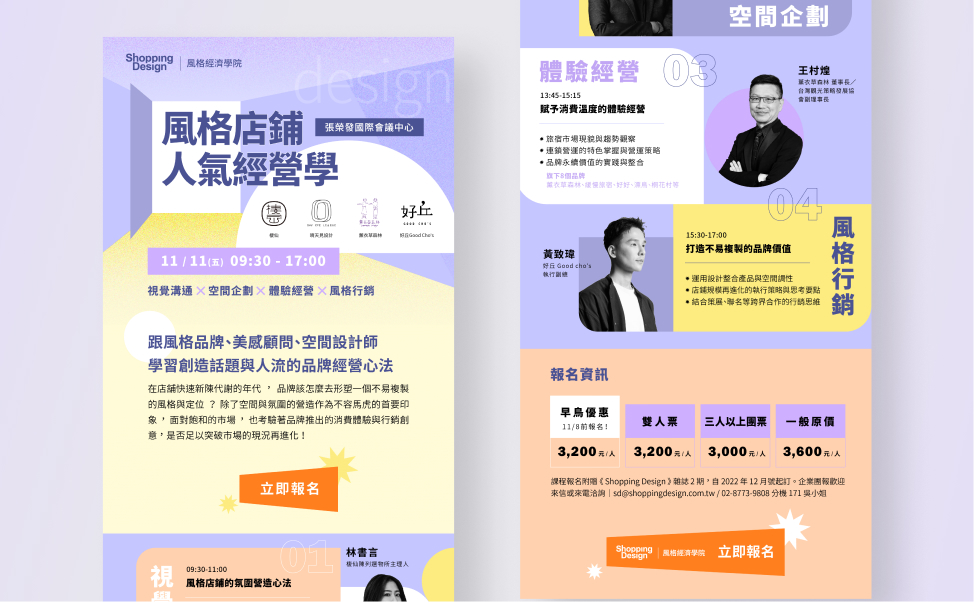 Shopping
Design
風格經濟學院
design
風格店鋪
張榮發國際會議中心
人氣經營學
樓仙
明天見設計
薰衣草森林
好丘
GOOD CHO'S
好丘Good Cho's
11 / 11(五) 09:30 - 17:00
視覺溝通×空間企劃×體驗經營×風格行銷
跟風格品牌、美感顧問、空間設計師
學習創造話題與人流的品牌經營心法
在店舖快速新陳代謝的年代 , 品牌該怎麼去形塑一個不易複製
的風格與定位 ? 除了空間與氛圍的營造作為不容馬虎的首要印
象 , 面對飽和的市場 , 也考驗著品牌推出的消費體驗與行銷創
意,是否足以突破市場的現況再進化!
立即報名
01
視
09:30-11:00
風格店鋪的氛圍營造心法
林書言
樓仙陳列選物所主理人
空間企劃
體驗經營
03
13:45-15:15
賦予消費溫度的體驗經營
•旅宿市場現貌與趨勢觀察
•連鎖營運的特色掌握與營運策略
•品牌永續價值的實踐與整合
旗下8個品牌
王村煌
薰衣草森林 董事長/
台灣觀光策略發展協
會副理事長
04
黃致瑋
好丘 Good cho's
執行副總
15:30-17:00
打造不易複製的品牌價值
•運用設計整合產品與空間調性
•店鋪規模再進化的執行策略與思考要點
•結合策展、聯名等跨界合作的行銷思維
風格行銷
報名資訊
早鳥優惠
11/8前報名!
3,200元/人
雙人票
3,200元/人
三人以上團票
3,000元/人
一般原價
3,600元/人
課程報名附贈《 Shopping Design 》雜誌 2 期,自 2022 年 12 月號起訂。企業團報歡迎
來信或來電洽詢|sd@shoppingdesign.com.tw / 02-8773-9808 分機 171 吳小姐
Shopping
Design
風格經濟學院
立即報名